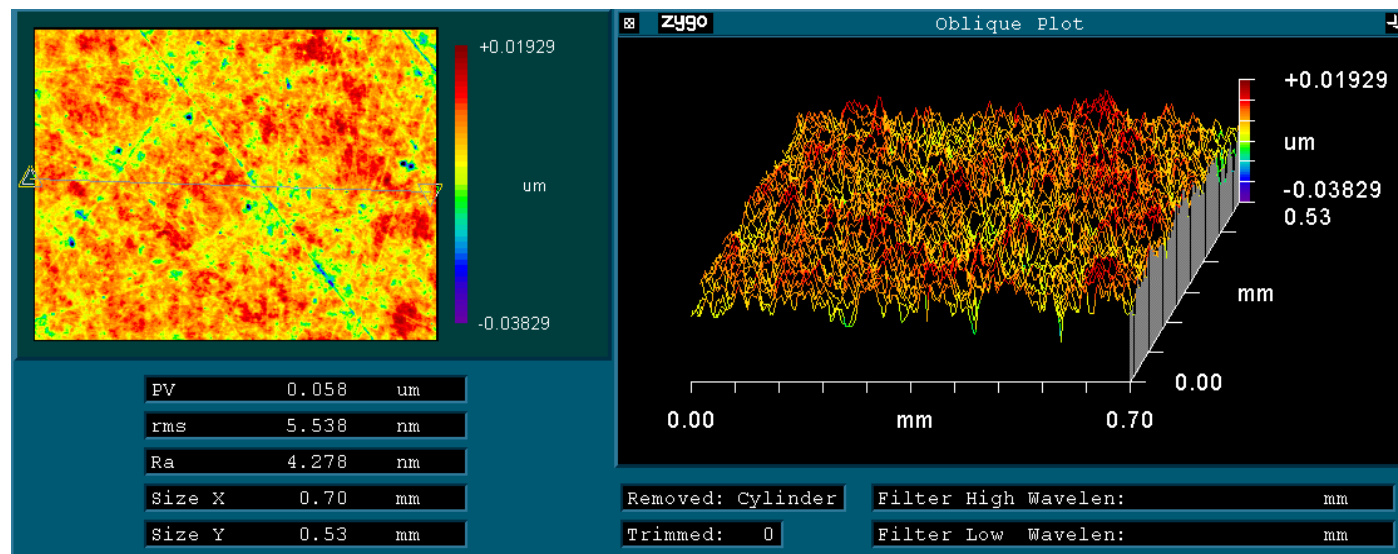 +0.01929
um
-0.03829
PV 0.058 um
rms 5.538 nm
Ra 4.278 nm
Size X 0.70 mm
Size Y 0.53 mm
zygo Oblique Plot
+0.01929
um
-0.03829
0.53
mm
0.00
0.00 mm 0.70
Removed: Cylinder
Filter High Wavelen: mm
Trimmed: 0
Filter Low Wavelen: mm